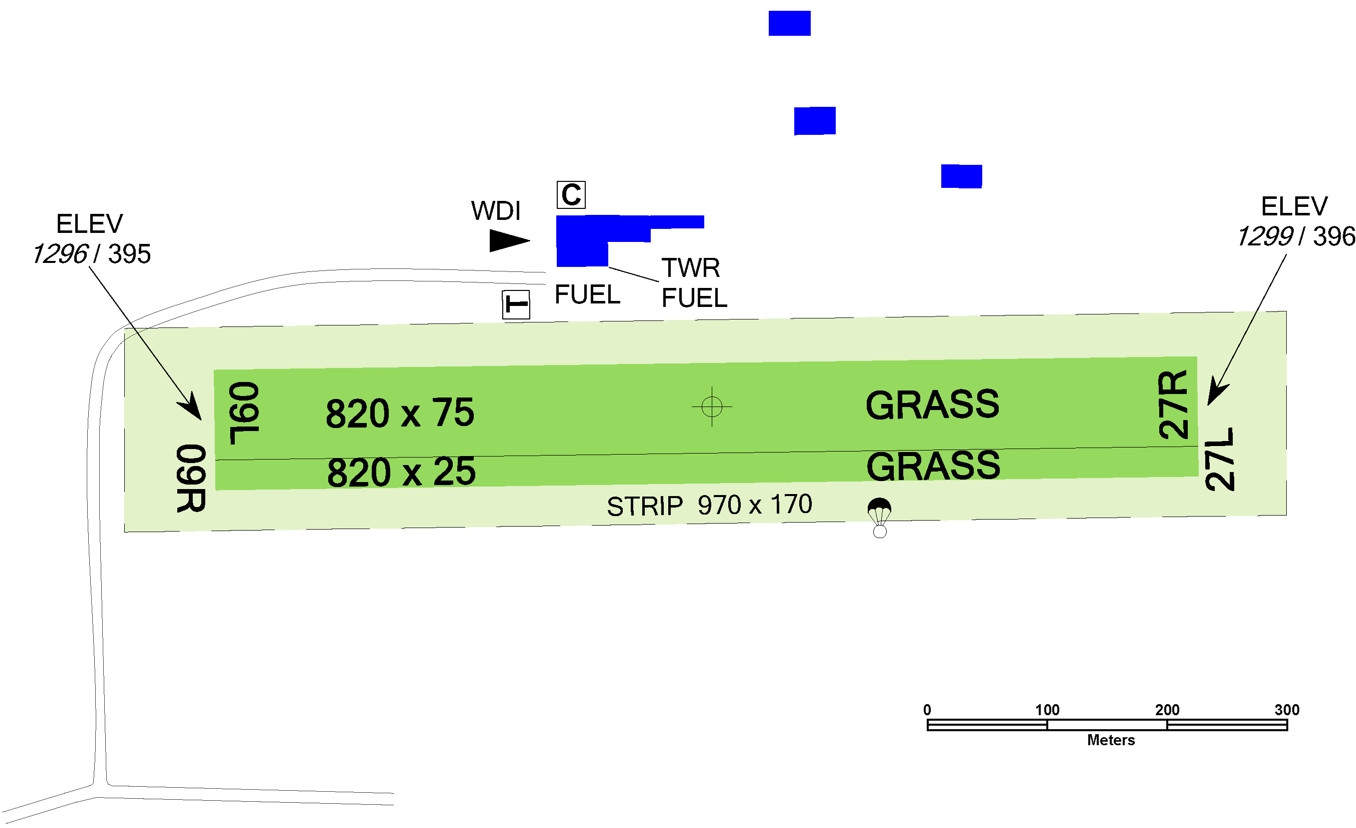 C
WDI
ELEV
1296 / 395
ELEV
1299 / 396
TWR
FUEL
FUEL
T
09L
820 x 75
GRASS
27R
09R
820 x 25
GRASS
27L
STRIP 970 x 170
0 100 200 300
Meters